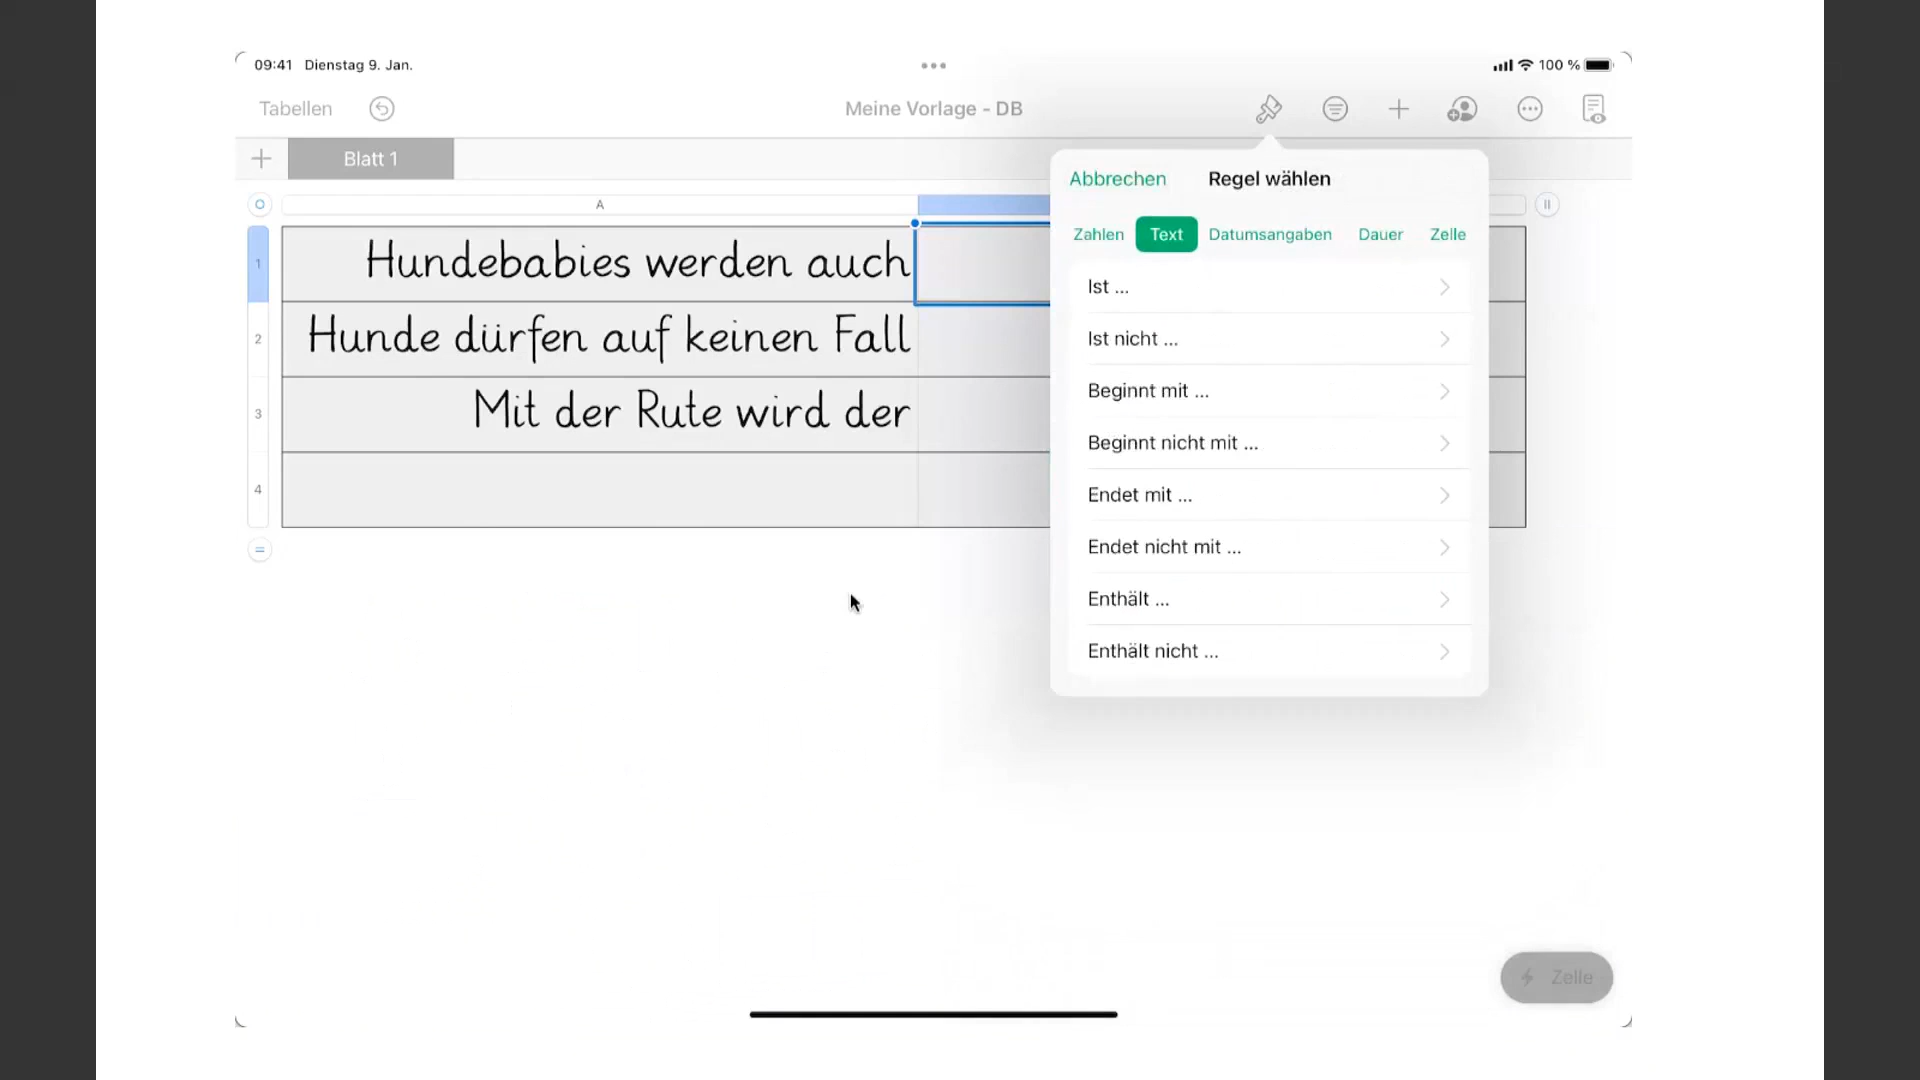 09:41 Dienstag 9. Jan.
100 %
Tabellen
Meine Vorlage - DB
Blatt 1
Abbrechen
Regel wählen
A
Zahlen Text Datumsangaben Dauer Zelle
1
Hundebabies werden auch
Ist ...
2
Hunde dürfen auf keinen Fall
Ist nicht ...
3
Mit der Rute wird der
Beginnt mit ...
Beginnt nicht mit ...
4
Endet mit ...
Endet nicht mit ...
Enthält ...
Enthält nicht ...
Zelle